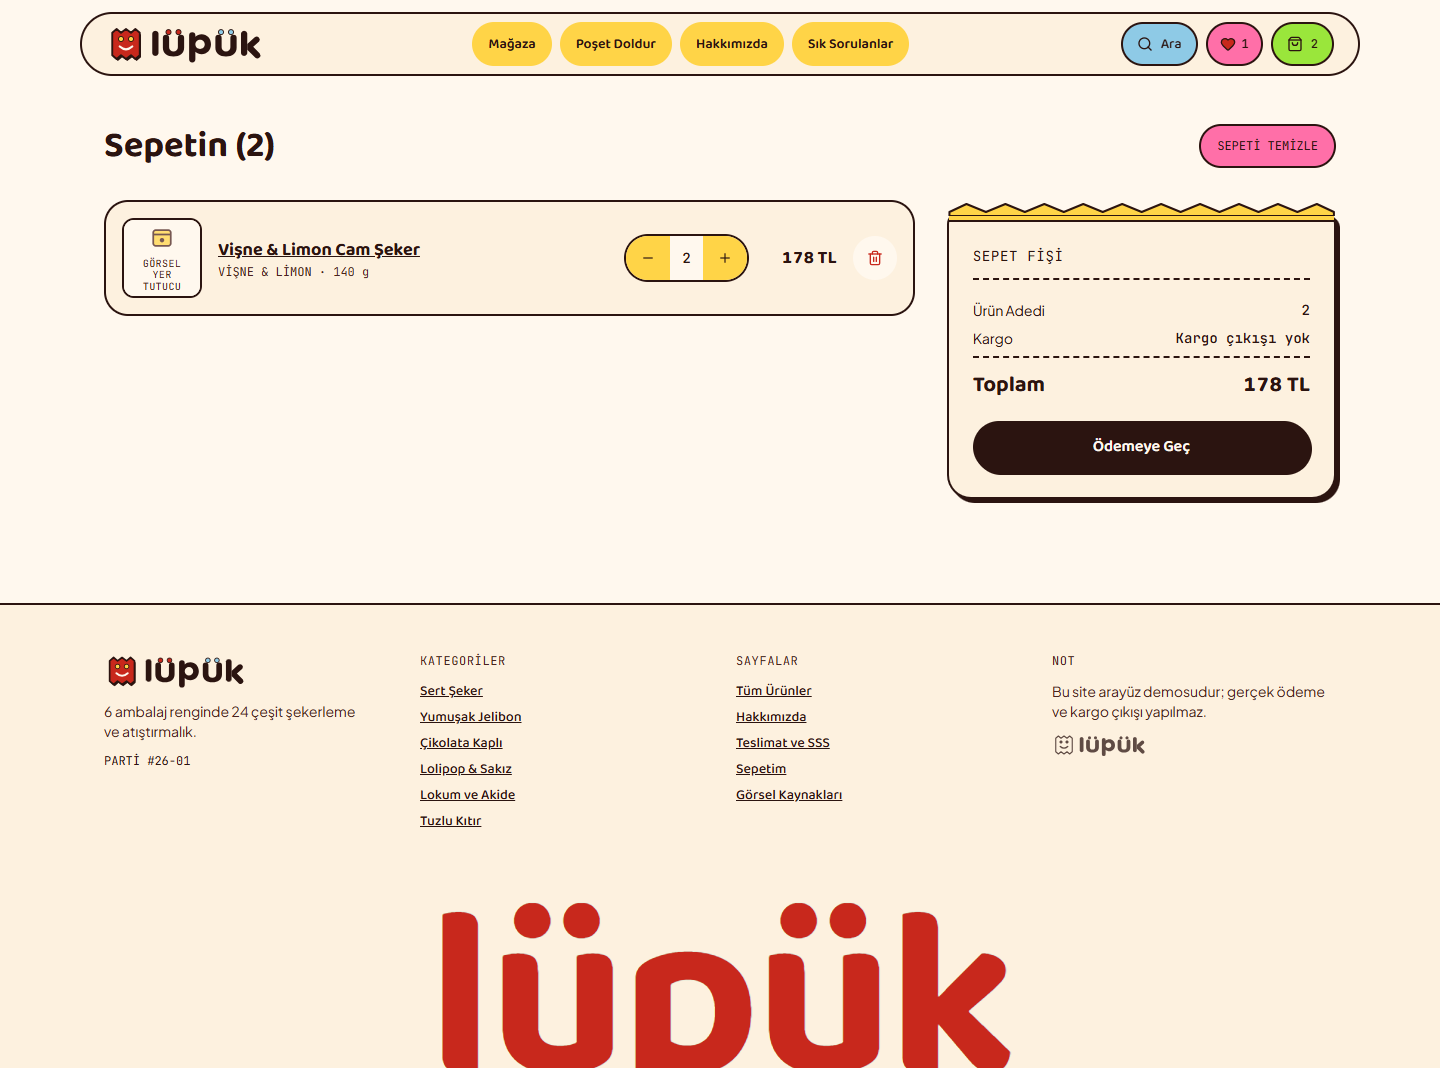 lüpük
Mağaza
Poşet Doldur
Hakkımızda
Sık Sorulanlar
Ara
1
2
Sepetin (2)
SEPETİ TEMİZLE
GÖRSEL
YER
TUTUCU
Vişne & Limon Cam Şeker
VİŞNE & LİMON · 140 g
− 2 +
178 TL
SEPET FİŞİ
Ürün Adedi 2
Kargo Kargo çıkışı yok
Toplam 178 TL
Ödemeye Geç
lüpük
6 ambalaj renginde 24 çeşit şekerleme
ve atıştırmalık.
PARTİ #26-01
KATEGORİLER
Sert Şeker
Yumuşak Jelibon
Çikolata Kaplı
Lolipop & Sakız
Lokum ve Akide
Tuzlu Kıtır
SAYFALAR
Tüm Ürünler
Hakkımızda
Teslimat ve SSS
Sepetim
Görsel Kaynakları
NOT
Bu site arayüz demosudur; gerçek ödeme
ve kargo çıkışı yapılmaz.
lüpük
lüpük